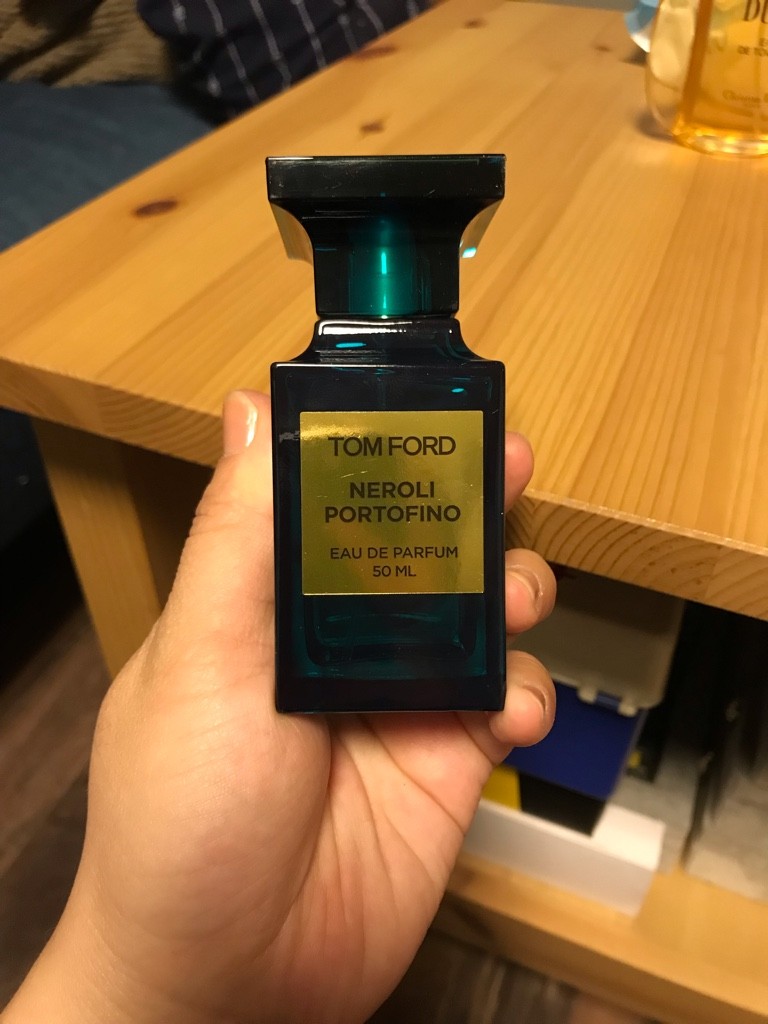 TOM FORD
NEROLI
PORTOFINO
EAU DE PARFUM
50 ML